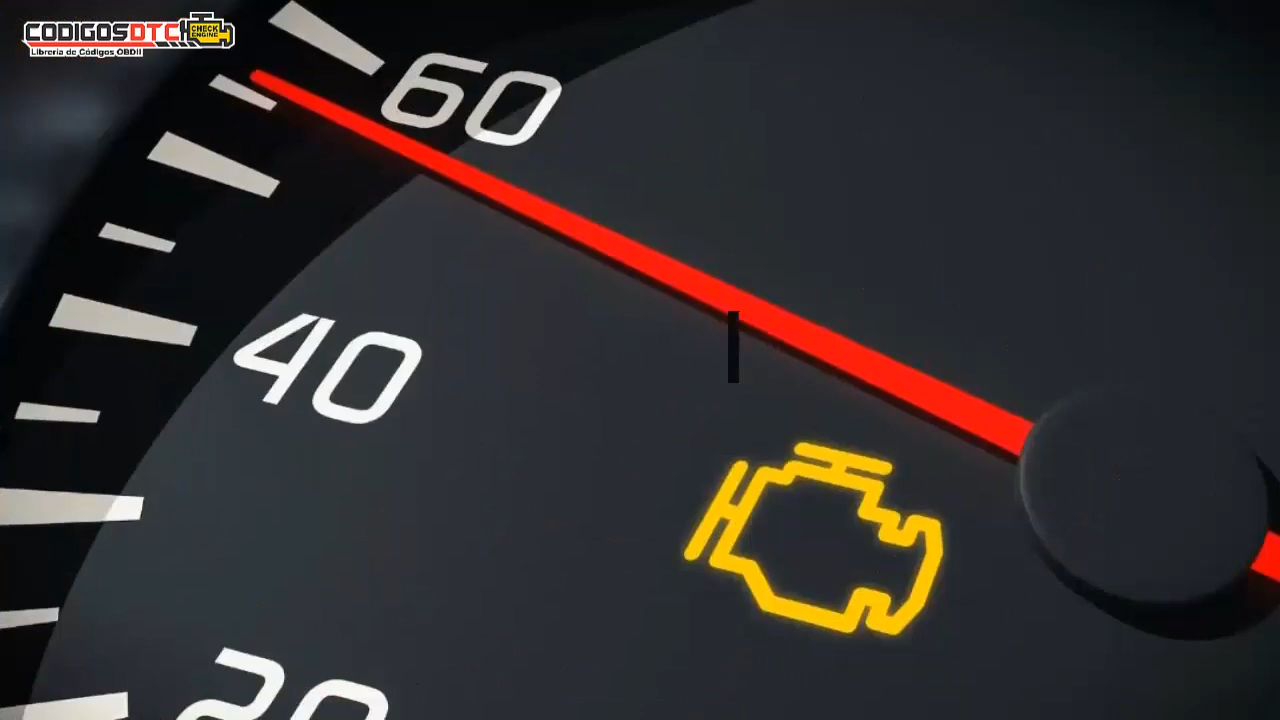 CODIGOSDTC
CHECK
ENGINE
Librería de Códigos OBDII
60
40
20